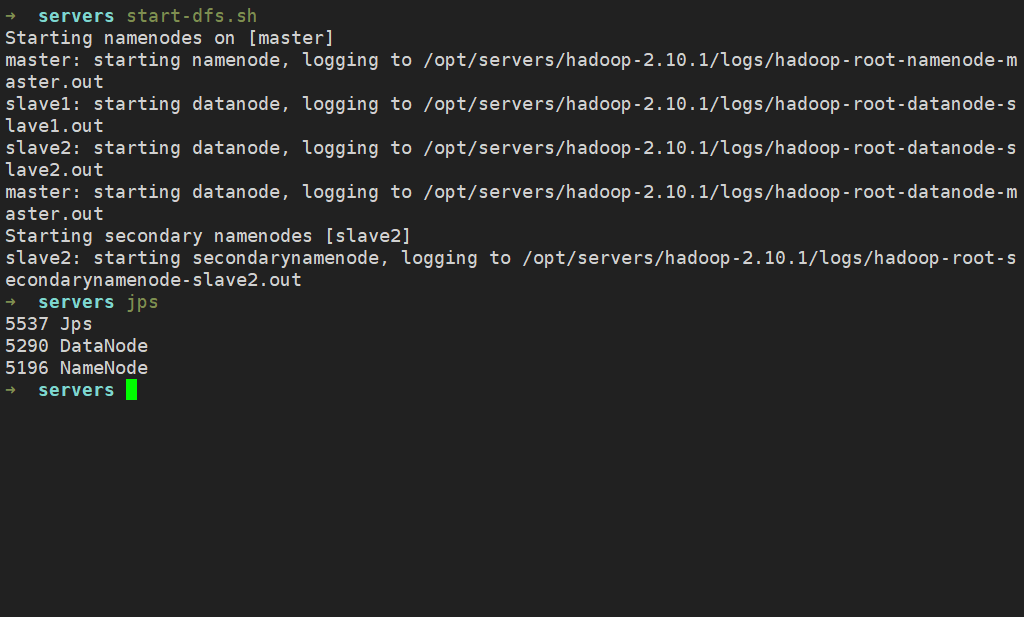 ➜  servers start-dfs.sh
Starting namenodes on [master]
master: starting namenode, logging to /opt/servers/hadoop-2.10.1/logs/hadoop-root-namenode-m
aster.out
slave1: starting datanode, logging to /opt/servers/hadoop-2.10.1/logs/hadoop-root-datanode-s
lave1.out
slave2: starting datanode, logging to /opt/servers/hadoop-2.10.1/logs/hadoop-root-datanode-s
lave2.out
master: starting datanode, logging to /opt/servers/hadoop-2.10.1/logs/hadoop-root-datanode-m
aster.out
Starting secondary namenodes [slave2]
slave2: starting secondarynamenode, logging to /opt/servers/hadoop-2.10.1/logs/hadoop-root-s
econdarynamenode-slave2.out
➜  servers jps
5537 Jps
5290 DataNode
5196 NameNode
➜  servers